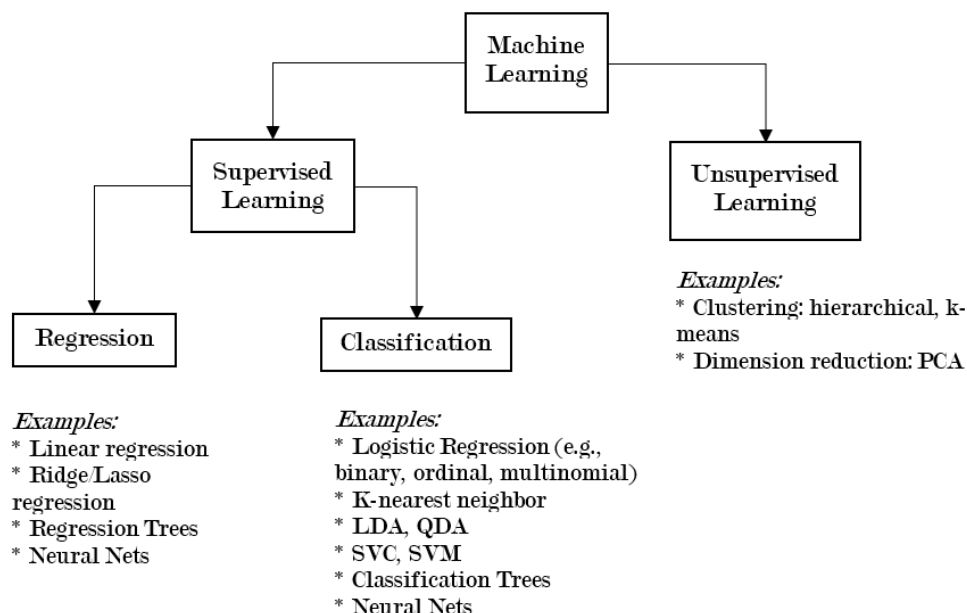 Machine
Learning
Supervised
Learning
Unsupervised
Learning
Regression
Classification
Examples:
* Clustering: hierarchical, k-
means
* Dimension reduction: PCA
Examples:
* Linear regression
* Ridge/Lasso
regression
* Regression Trees
* Neural Nets
Examples:
* Logistic Regression (e.g.,
binary, ordinal, multinomial)
* K-nearest neighbor
* LDA, QDA
* SVC, SVM
* Classification Trees
* Neural Nets